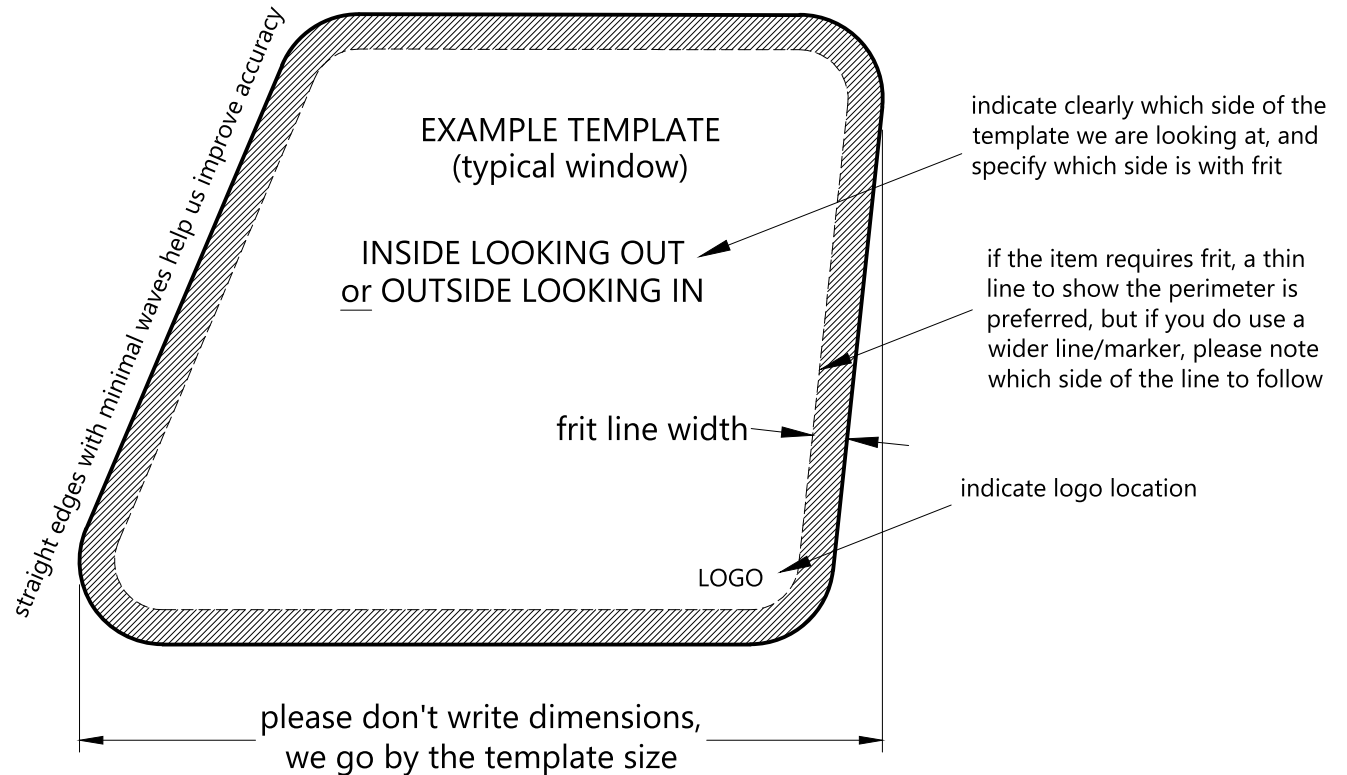 straight edges with minimal waves help us improve accuracy
EXAMPLE TEMPLATE
(typical window)
INSIDE LOOKING OUT
or OUTSIDE LOOKING IN
indicate clearly which side of the
template we are looking at, and
specify which side is with frit
if the item requires frit, a thin
line to show the perimeter is
preferred, but if you do use a
wider line/marker, please note
which side of the line to follow
frit line width
indicate logo location
LOGO
please don't write dimensions,
we go by the template size